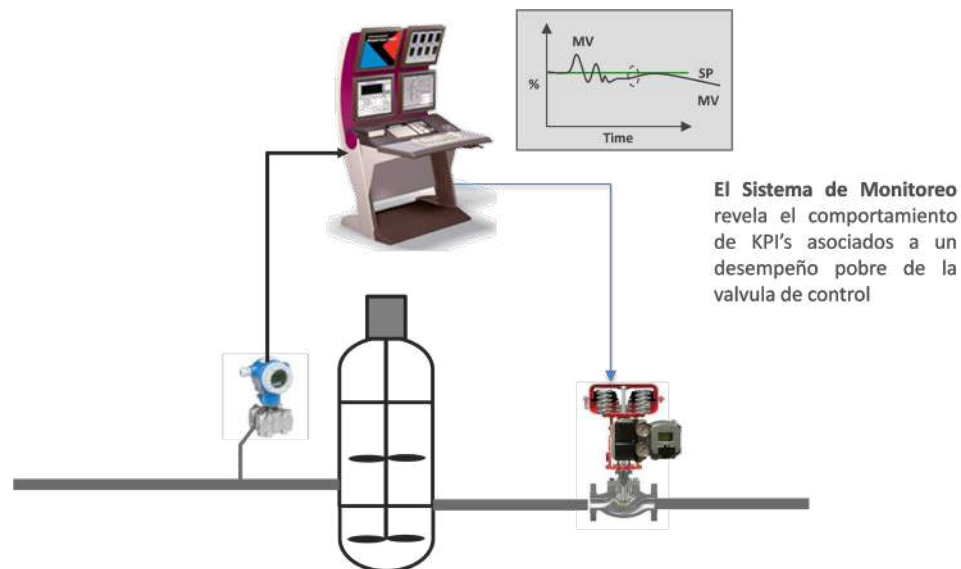 MV
SP
%
MV
Time
El Sistema de Monitoreo
revela el comportamiento
de KPI's asociados a un
desempeño pobre de la
valvula de control